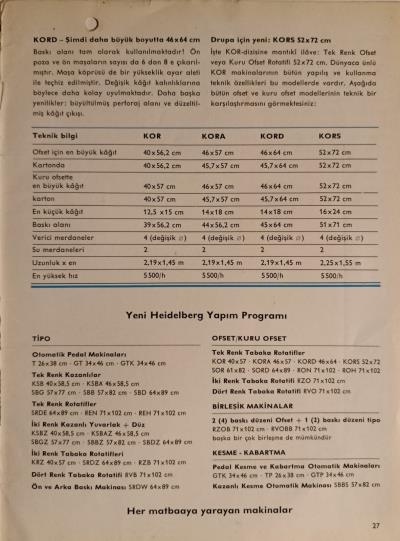 KORD – Şimdi daha büyük boyutta 46x64 cm
Baskı alanı tam olarak kullanılmaktadır! Ön
poza ve ön maşaların sayısı da 6 dan 8 e çıkarıl-
mıştır. Maşa köprüsü de bir yükseklik ayar aleti
ile teçhiz edilmiştir. Değişik kâğıt kalınlıklarına
böylece daha kolay uyulmaktadır. Daha başka
yenilikler: büyültülmüş perforaj alanı ve düzeltil-
miş kâğıt çıkışı.
Drupa için yeni: KORS 52x72 cm
İşte KOR-dizisine mantıkî ilâve: Tek Renk Ofset
veya Kuru Ofset Rotatifi 52x72 cm. Dünyaca ünlü
KOR makinalarının bütün yapılış ve kullanma
teknik özellikleri bu modellerde vardır. Aşağıda
bütün ofset ve kuru ofset modellerinin teknik bir
karşılaştırmasını görmektesiniz:
Teknik bilgi KOR KORA KORD KORS
Ofset için en büyük kâğıt 40x56,2 cm 46x57 cm 46x64 cm 52x72 cm
Kartonda 40x56,2 cm 45,7x57 cm 45,7x64 cm 52x72 cm
Kuru ofsette
en büyük kâğıt 40x57 cm 46x57 cm 46x64 cm 52x72 cm
karton 40x57 cm 45,7x57 cm 45,7x64 cm 52x72 cm
En küçük kâğıt 12,5 x15 cm 14x18 cm 14x18 cm 16x24 cm
Baskı alanı 39x56,2 cm 44x56,2 cm 45x64 cm 51x71 cm
Verici merdaneler 4 (değişik ∅) 4 (değişik ∅) 4 (değişik ∅) 4 (değişik ∅)
Su merdaneleri 2 2 2 2
Uzunluk x en 2,19x1,45 m 2,19x1,45 m 2,19x1,45 m 2,25x1,55 m
En yüksek hız 5500/h 5500/h 5500/h 5500/h
Yeni Heidelberg Yapım Programı
TİPO
Otomatik Pedal Makinaları
T 26x38 cm · GT 34x46 cm · GTK 34x46 cm
Tek Renk Kazanlılar
KSB 40x58,5 cm · KSBA 46x58,5 cm
SBG 57x77 cm · SBB 57x82 cm · SBD 64x89 cm
Tek Renk Rotatifler
SRDE 64x89 cm · REN 71x102 cm · REH 71x102 cm
İki Renk Kazanlı Yuvarlak + Düz
KSBZ 40x58,5 cm · KSBAZ 46x58,5 cm
SBGZ 57x77 cm · SBBZ 57x82 cm · SBDZ 64x89 cm
İki Renk Tabaka Rotatifleri
KRZ 40x57 cm · SRDZ 64x89 cm · RZB 71x102 cm
Dört Renk Tabaka Rotatifi RVB 71x102 cm
Ön ve Arka Baskı Makinası SRDW 64x89 cm
OFSET/KURU OFSET
Tek Renk Tabaka Rotatifler
KOR 40x57 · KORA 46x57 · KORD 46x64 · KORS 52x72
SOR 61x82 · SORD 64x89 · RON 71x102 · ROH 71x102
İki Renk Tabaka Rotatifi RZO 71x102 cm
Dört Renk Tabaka Rotatifi RVO 71x102 cm
BİRLEŞİK MAKİNALAR
2 (4) baskı düzeni Ofset + 1 (2) baskı düzeni tipo
RZOB 71x102 cm · RVOBB 71x102 cm
başka bir çok birleşme de mümkündür
KESME - KABARTMA
Pedal Kesme ve Kabartma Otomatik Makinaları
GTK 34x46 cm · TP 26x38 cm · GTP 34x46 cm
Kazanlı Kesme Otomatik Makinası SBBS 57x82 cm
Her matbaaya yarayan makinalar
27